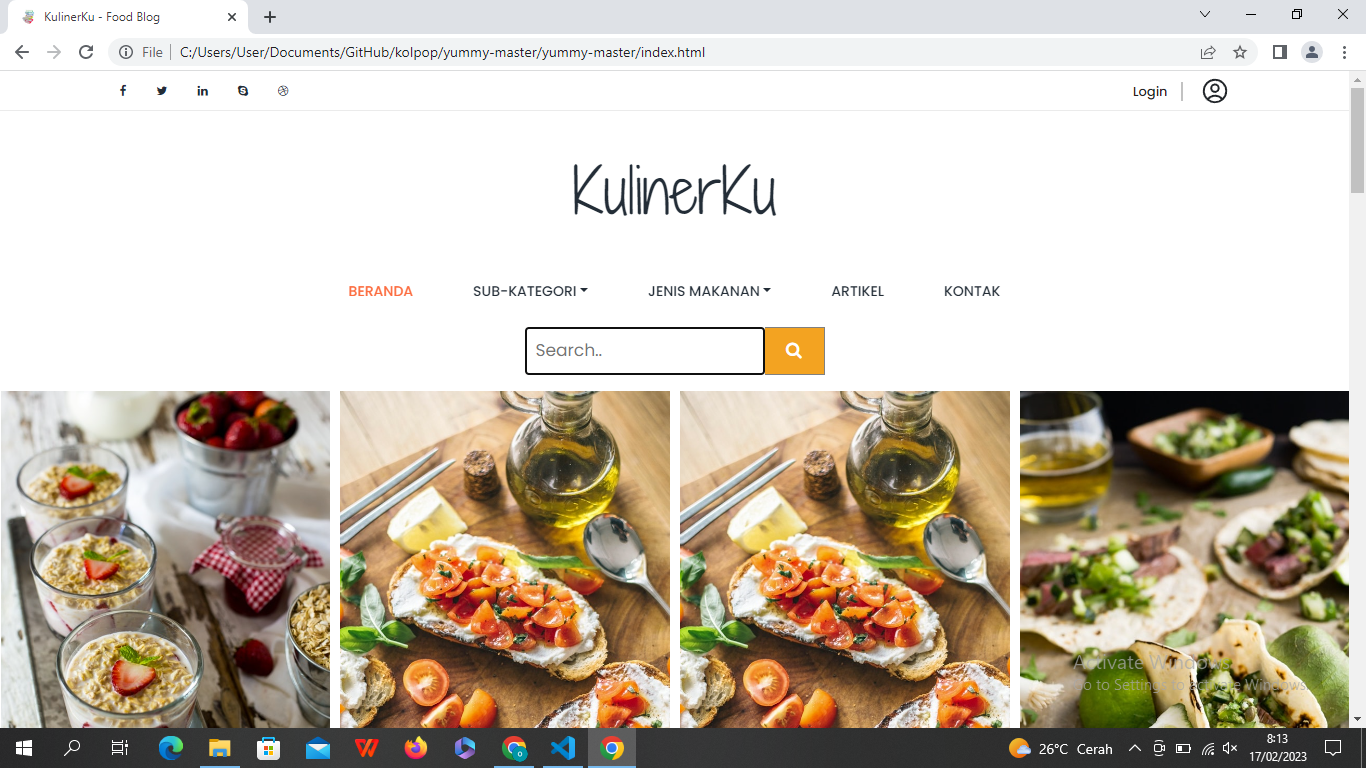 KulinerKu - Food Blog
File
C:/Users/User/Documents/GitHub/kolpop/yummy-master/yummy-master/index.html
Login
KulinerKu
BERANDA SUB-KATEGORI JENIS MAKANAN ARTIKEL KONTAK
Search..
Activate Windows
Go to Settings to activate Windows.
26°C Cerah
8:13
17/02/2023